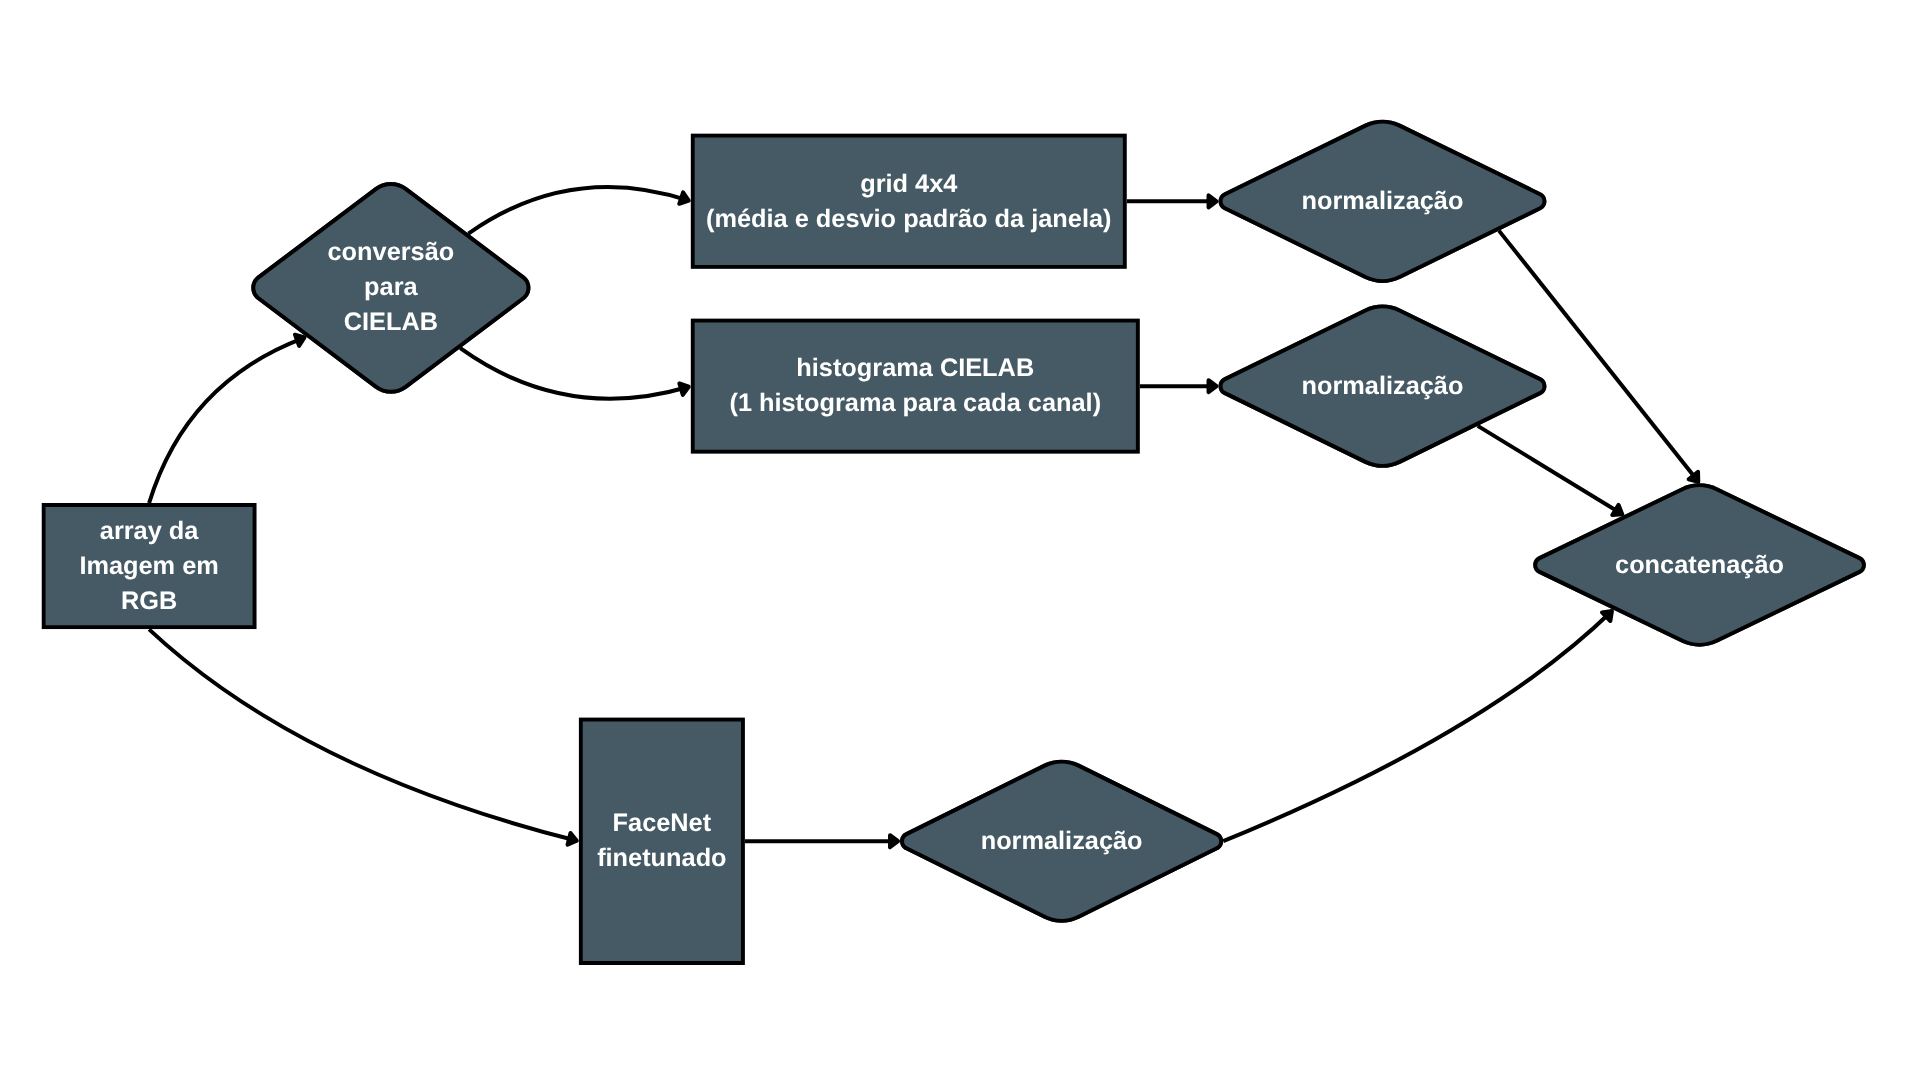 grid 4x4
(média e desvio padrão da janela)
normalização
conversão
para
CIELAB
histograma CIELAB
(1 histograma para cada canal)
normalização
array da
Imagem em
RGB
concatenação
FaceNet
finetunado
normalização